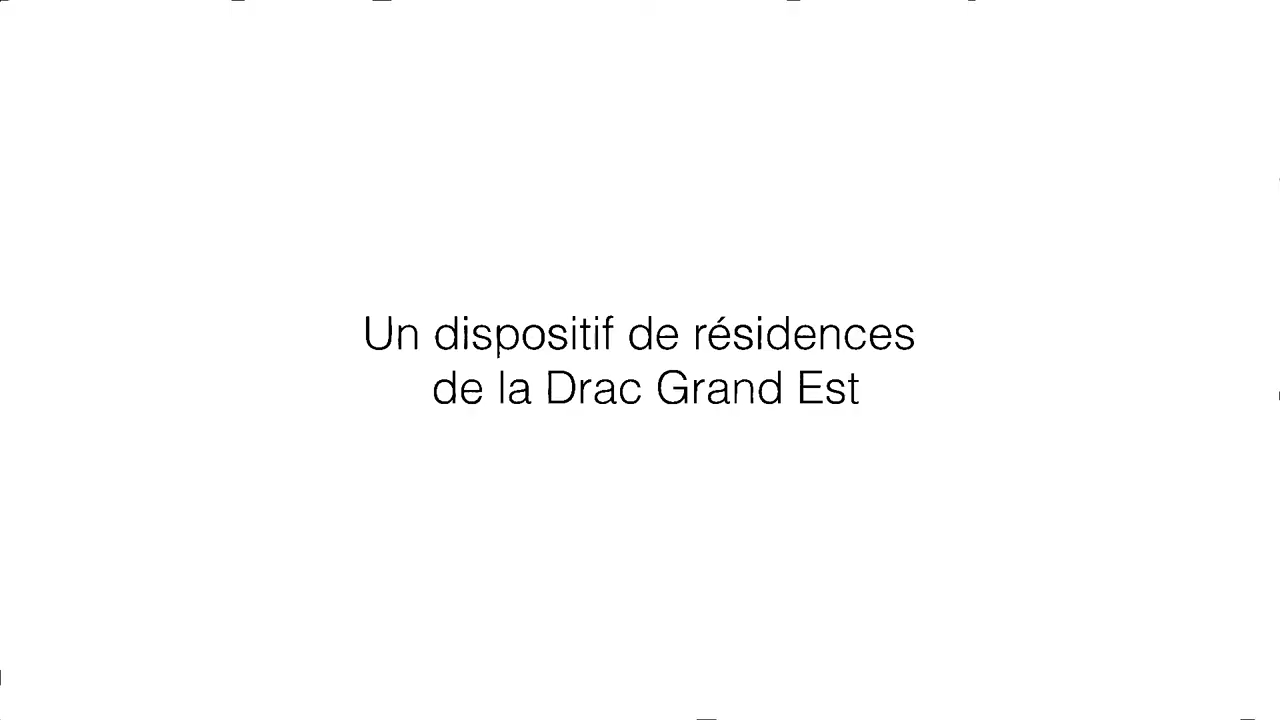 Un dispositif de résidences
de la Drac Grand Est